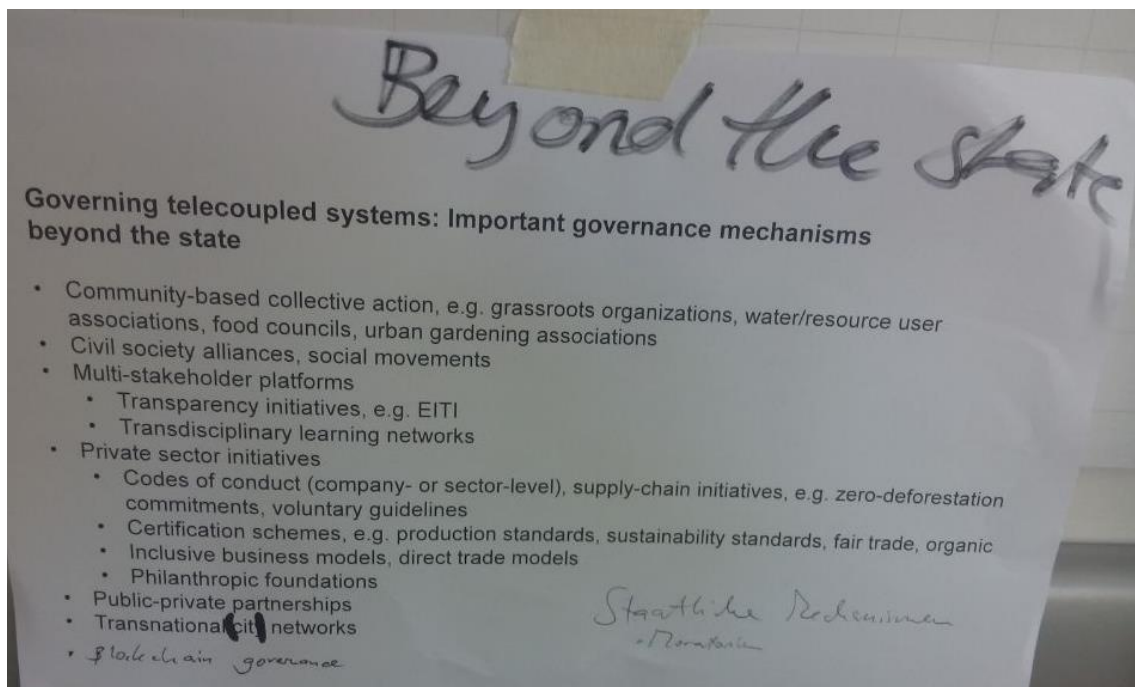 Beyond the state
Governing telecoupled systems: Important governance mechanisms
beyond the state
• Community-based collective action, e.g. grassroots organizations, water/resource user
associations, food councils, urban gardening associations
• Civil society alliances, social movements
• Multi-stakeholder platforms
• Transparency initiatives, e.g. EITI
• Transdisciplinary learning networks
• Private sector initiatives
• Codes of conduct (company- or sector-level), supply-chain initiatives, e.g. zero-deforestation
commitments, voluntary guidelines
• Certification schemes, e.g. production standards, sustainability standards, fair trade, organic
• Inclusive business models, direct trade models
• Philanthropic foundations
• Public-private partnerships
• Transnational (city) networks
• Blockchain governance
Staatliche Mechanismen
• Moratorien